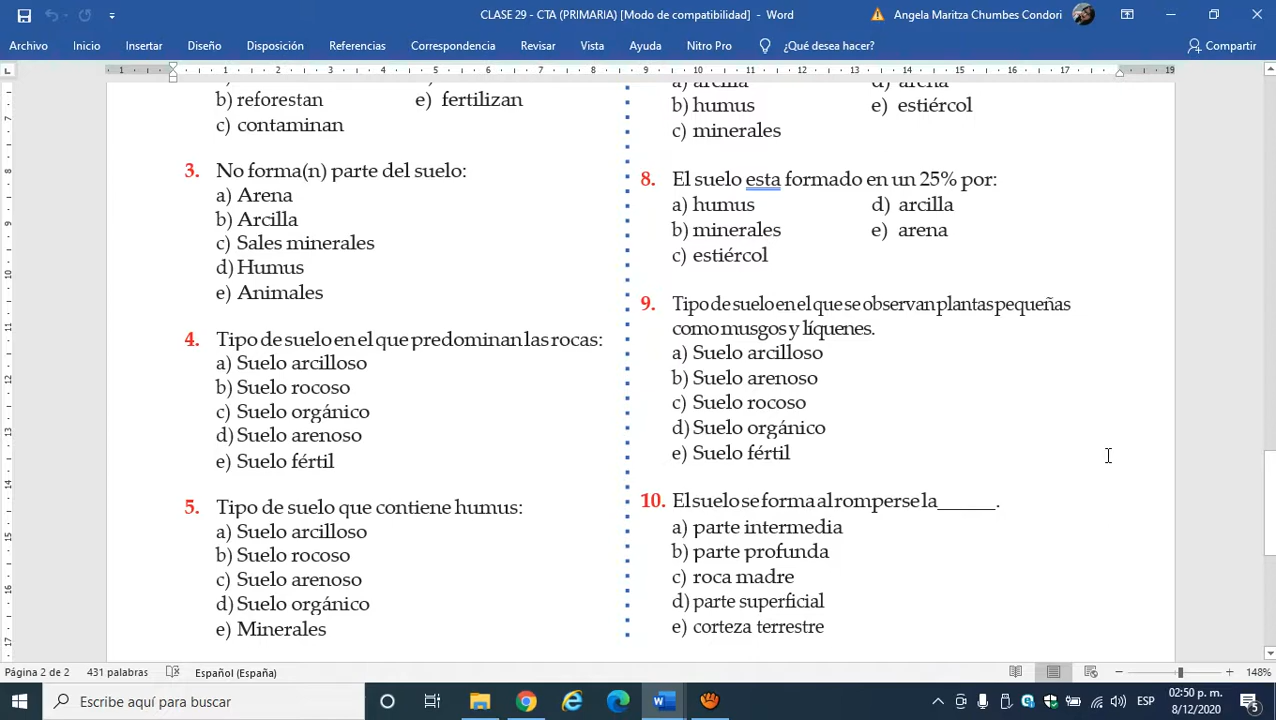 CLASE 29 - CTA (PRIMARIA) [Modo de compatibilidad] - Word
Angela Maritza Chumbes Condori
Archivo Inicio Insertar Diseño Disposición Referencias Correspondencia Revisar Vista Ayuda Nitro Pro ¿Qué desea hacer? Compartir
b) reforestan e) fertilizan
c) contaminan
3. No forma(n) parte del suelo:
a) Arena
b) Arcilla
c) Sales minerales
d) Humus
e) Animales
4. Tipo de suelo en el que predominan las rocas:
a) Suelo arcilloso
b) Suelo rocoso
c) Suelo orgánico
d) Suelo arenoso
e) Suelo fértil
5. Tipo de suelo que contiene humus:
a) Suelo arcilloso
b) Suelo rocoso
c) Suelo arenoso
d) Suelo orgánico
e) Minerales
a) arcilla d) arena
b) humus e) estiércol
c) minerales
8. El suelo esta formado en un 25% por:
a) humus d) arcilla
b) minerales e) arena
c) estiércol
9. Tipo de suelo en el que se observan plantas pequeñas
como musgos y líquenes.
a) Suelo arcilloso
b) Suelo arenoso
c) Suelo rocoso
d) Suelo orgánico
e) Suelo fértil
10. El suelo se forma al romperse la______.
a) parte intermedia
b) parte profunda
c) roca madre
d) parte superficial
e) corteza terrestre
Página 2 de 2 431 palabras Español (España) 148%
Escribe aquí para buscar
ESP
02:50 p. m.
8/12/2020
5